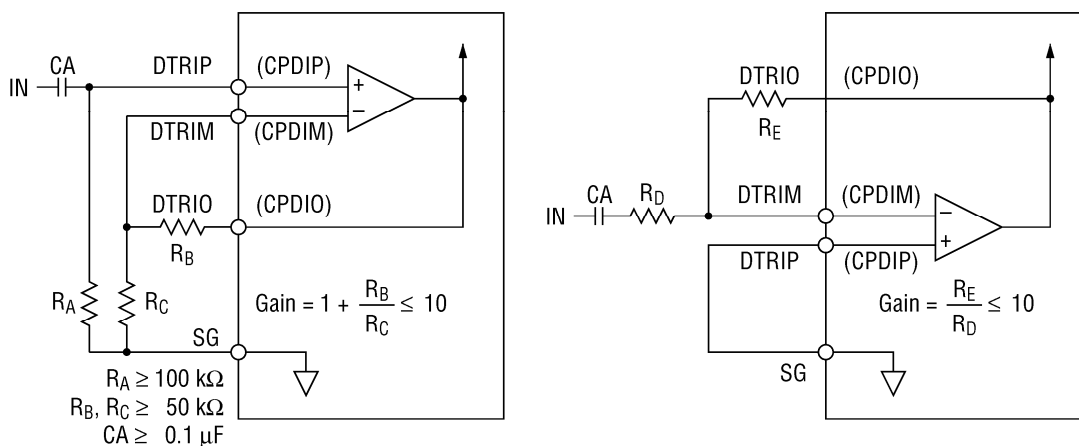 IN
CA
DTRIP
(CPDIP)
+
−
DTRIM
(CPDIM)
DTRIO
(CPDIO)
R_B
R_A
R_C
Gain = 1 + R_B/R_C ≤ 10
SG
R_A ≥ 100 kΩ
R_B, R_C ≥ 50 kΩ
CA ≥ 0.1 µF
DTRIO
(CPDIO)
R_E
IN
CA
R_D
DTRIM
(CPDIM)
−
+
DTRIP
(CPDIP)
Gain = R_E/R_D ≤ 10
SG